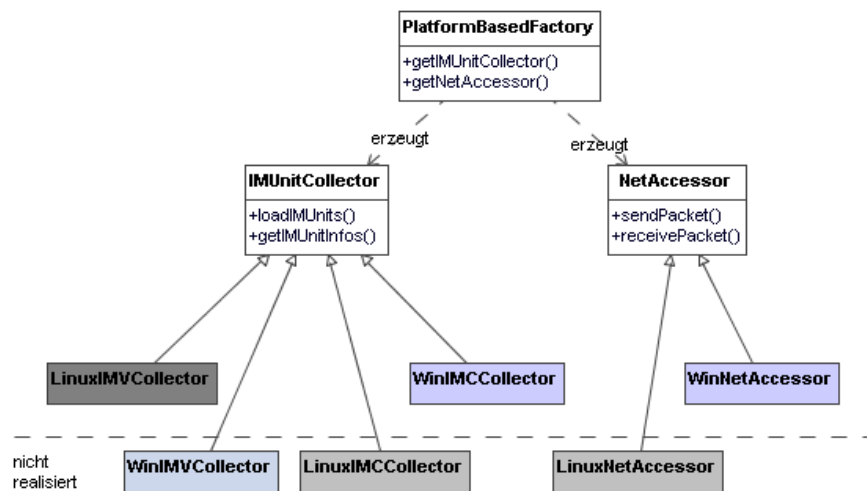 PlatformBasedFactory
+getIMUnitCollector()
+getNetAccessor()
erzeugt
erzeugt
IMUnitCollector
+loadIMUnits()
+getIMUnitInfos()
NetAccessor
+sendPacket()
+receivePacket()
LinuxIMVCollector
WinIMCCollector
WinNetAccessor
nicht
realisiert
WinIMVCollector
LinuxIMCCollector
LinuxNetAccessor